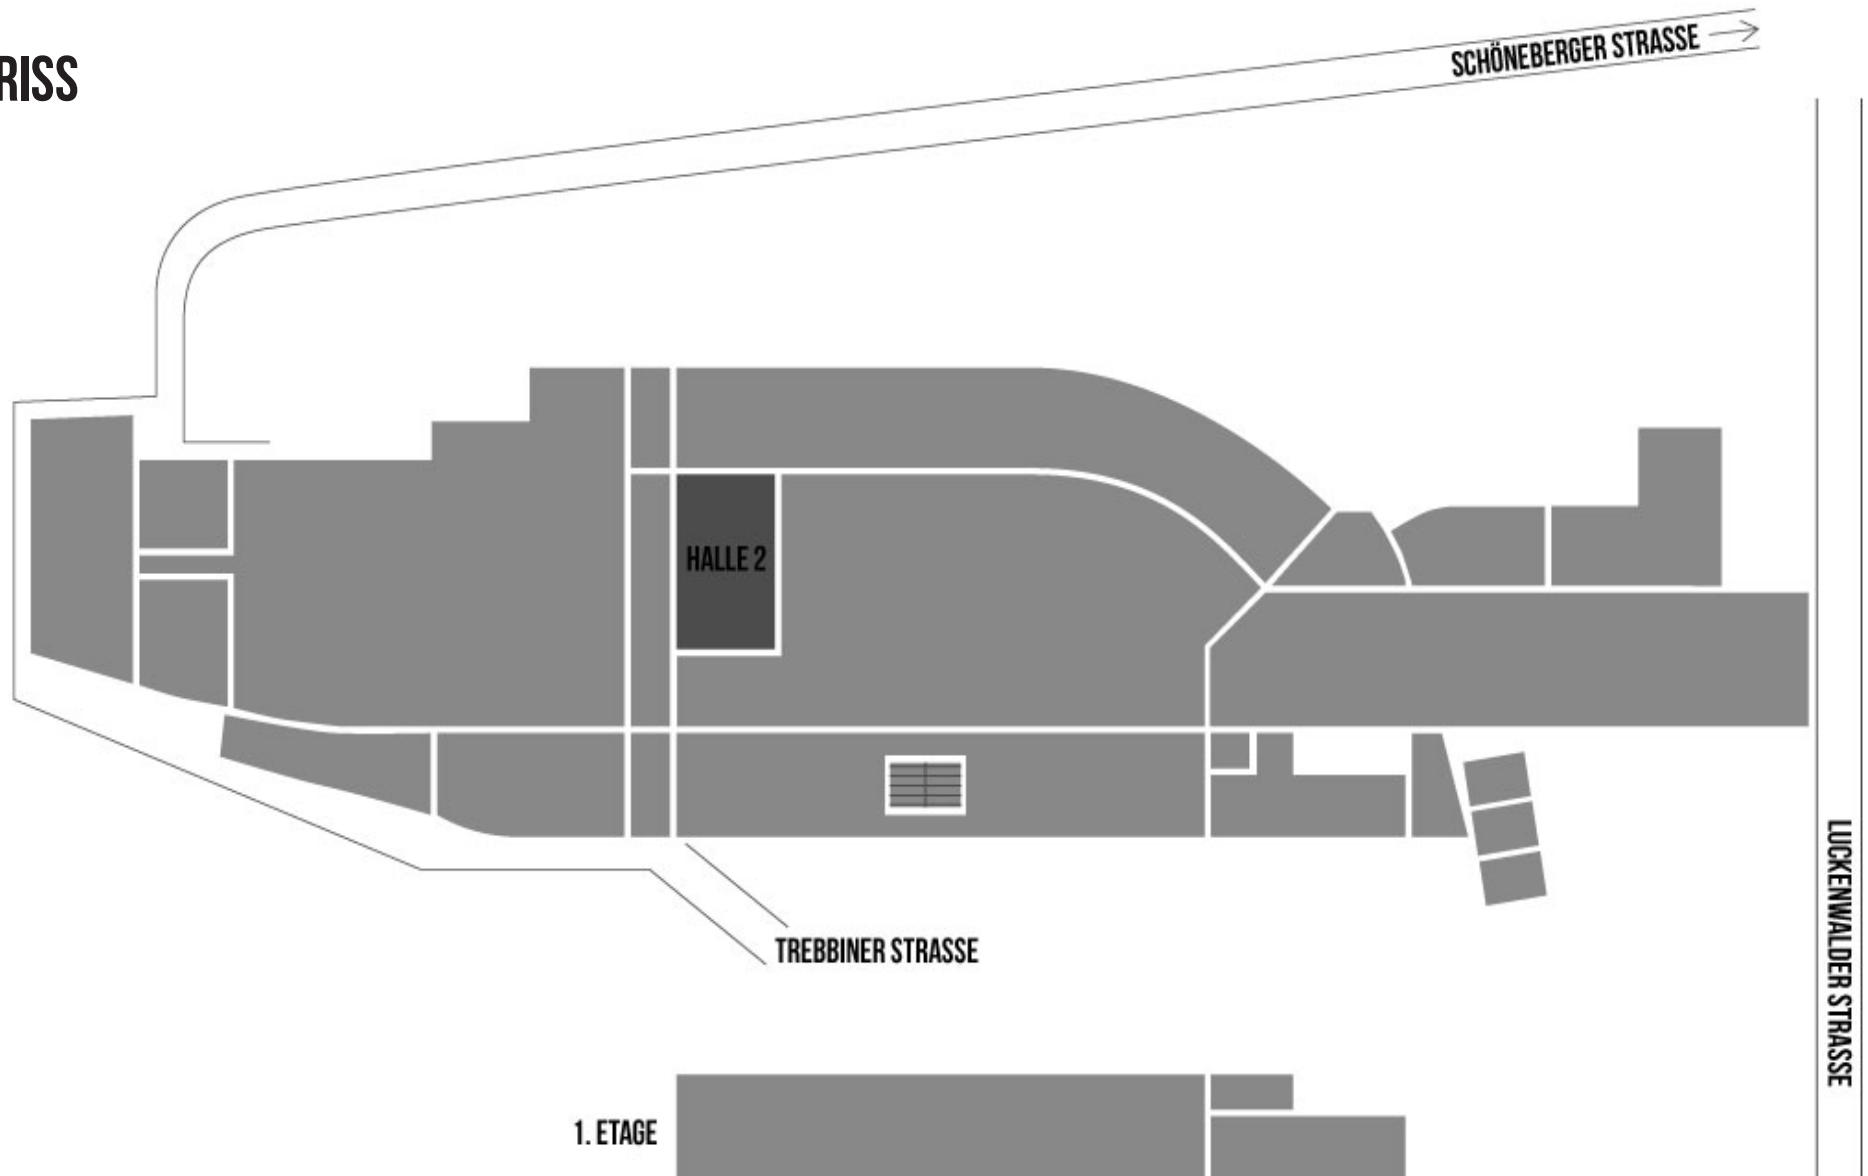 SCHÖNEBERGER STRASSE
RISS
HALLE 2
TREBBINER STRASSE
LUCKENWALDER STRASSE
1. ETAGE